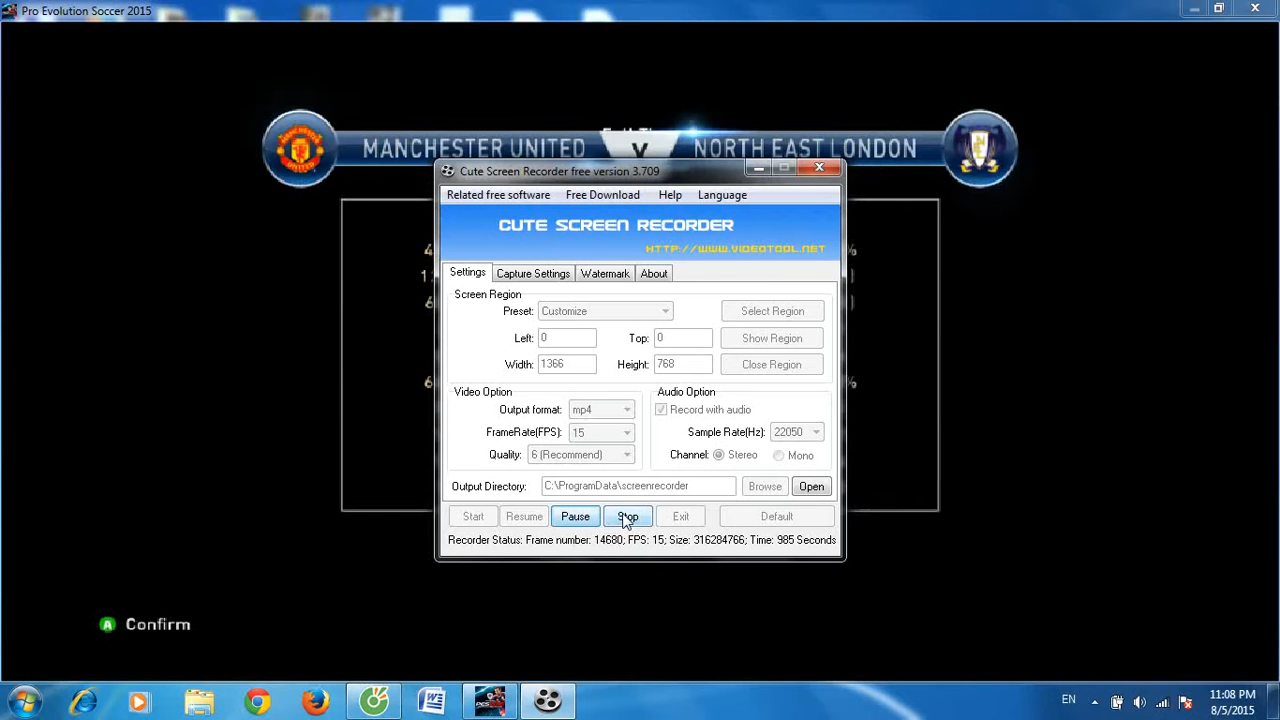 Pro Evolution Soccer 2015
MANCHESTER UNITED V NORTH EAST LONDON
Cute Screen Recorder free version 3.709
Related free software Free Download Help Language
CUTE SCREEN RECORDER
HTTP://WWW.VIDEOTOOL.NET
Settings Capture Settings Watermark About
Screen Region
Preset: Customize Select Region
Left: 0 Top: 0 Show Region
Width: 1366 Height: 768 Close Region
Video Option Audio Option
Output format: mp4 Record with audio
FrameRate(FPS): 15 Sample Rate(Hz): 22050
Quality: 6 (Recommend) Channel: Stereo Mono
Output Directory: C:\ProgramData\screenrecorder Browse Open
Start Resume Pause Stop Exit Default
Recorder Status: Frame number: 14680; FPS: 15; Size: 316284766; Time: 985 Seconds
A Confirm
EN 11:08 PM
8/5/2015